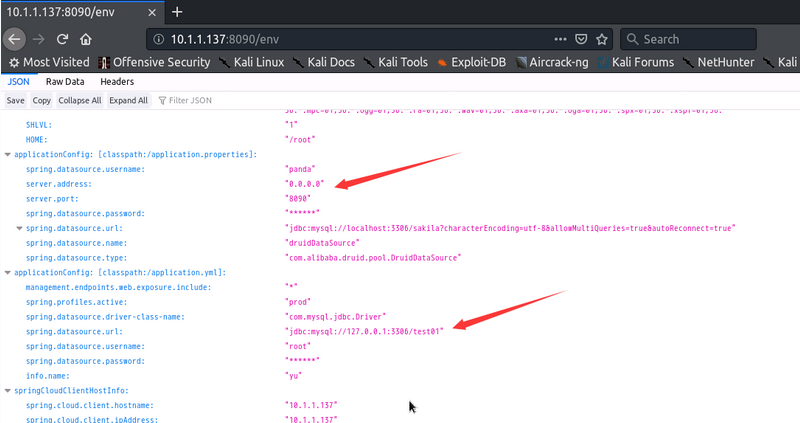 10.1.1.137:8090/env
10.1.1.137:8090/env
Search
Most Visited Offensive Security Kali Linux Kali Docs Kali Tools Exploit-DB Aircrack-ng Kali Forums NetHunter Kali
JSON Raw Data Headers
Save Copy Collapse All Expand All Filter JSON
SHLVL: "1"
HOME: "/root"
applicationConfig: [classpath:/application.properties]:
spring.datasource.username: "panda"
server.address: "0.0.0.0"
server.port: "8090"
spring.datasource.password: "******"
spring.datasource.url: "jdbc:mysql://localhost:3306/sakila?characterEncoding=utf-8&allowMultiQueries=true&autoReconnect=true"
spring.datasource.name: "druidDataSource"
spring.datasource.type: "com.alibaba.druid.pool.DruidDataSource"
applicationConfig: [classpath:/application.yml]:
management.endpoints.web.exposure.include: "*"
spring.profiles.active: "prod"
spring.datasource.driver-class-name: "com.mysql.jdbc.Driver"
spring.datasource.url: "jdbc:mysql://127.0.0.1:3306/test01"
spring.datasource.username: "root"
spring.datasource.password: "******"
info.name: "yu"
springCloudClientHostInfo:
spring.cloud.client.hostname: "10.1.1.137"
spring.cloud.client.ipAddress: "10.1.1.137"